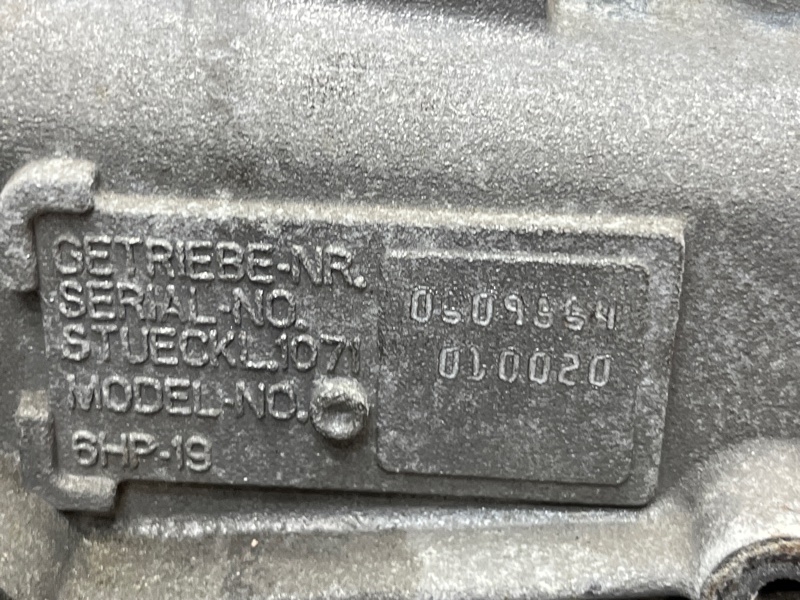 GETRIEBE-NR.
SERIAL-NO.
STUECKL.1071
MODEL-NO.
6HP-19
010020